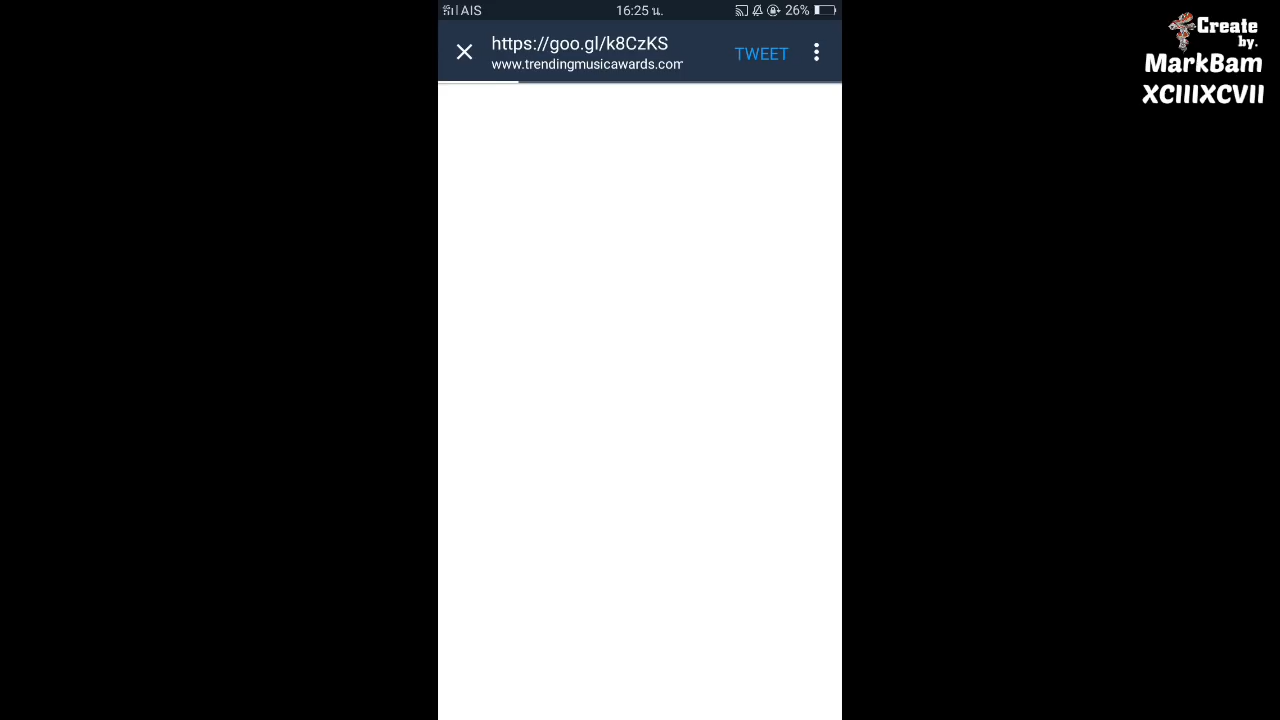 AIS
16:25 น.
26%
https://goo.gl/k8CzKS
TWEET
www.trendingmusicawards.com
Create
by.
MarkBam
XCIIIXCVII